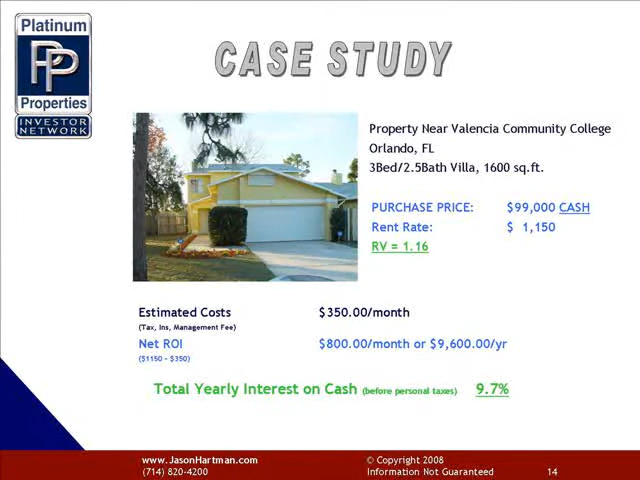 Platinum
PP
Properties
INVESTOR
NETWORK
CASE STUDY
Property Near Valencia Community College
Orlando, FL
3Bed/2.5Bath Villa, 1600 sq.ft.
PURCHASE PRICE: $99,000 CASH
Rent Rate: $ 1,150
RV = 1.16
Estimated Costs $350.00/month
(Tax, Ins, Management Fee)
Net ROI $800.00/month or $9,600.00/yr
($1150 - $350)
Total Yearly Interest on Cash (before personal taxes) 9.7%
www.JasonHartman.com © Copyright 2008
(714) 820-4200 Information Not Guaranteed 14